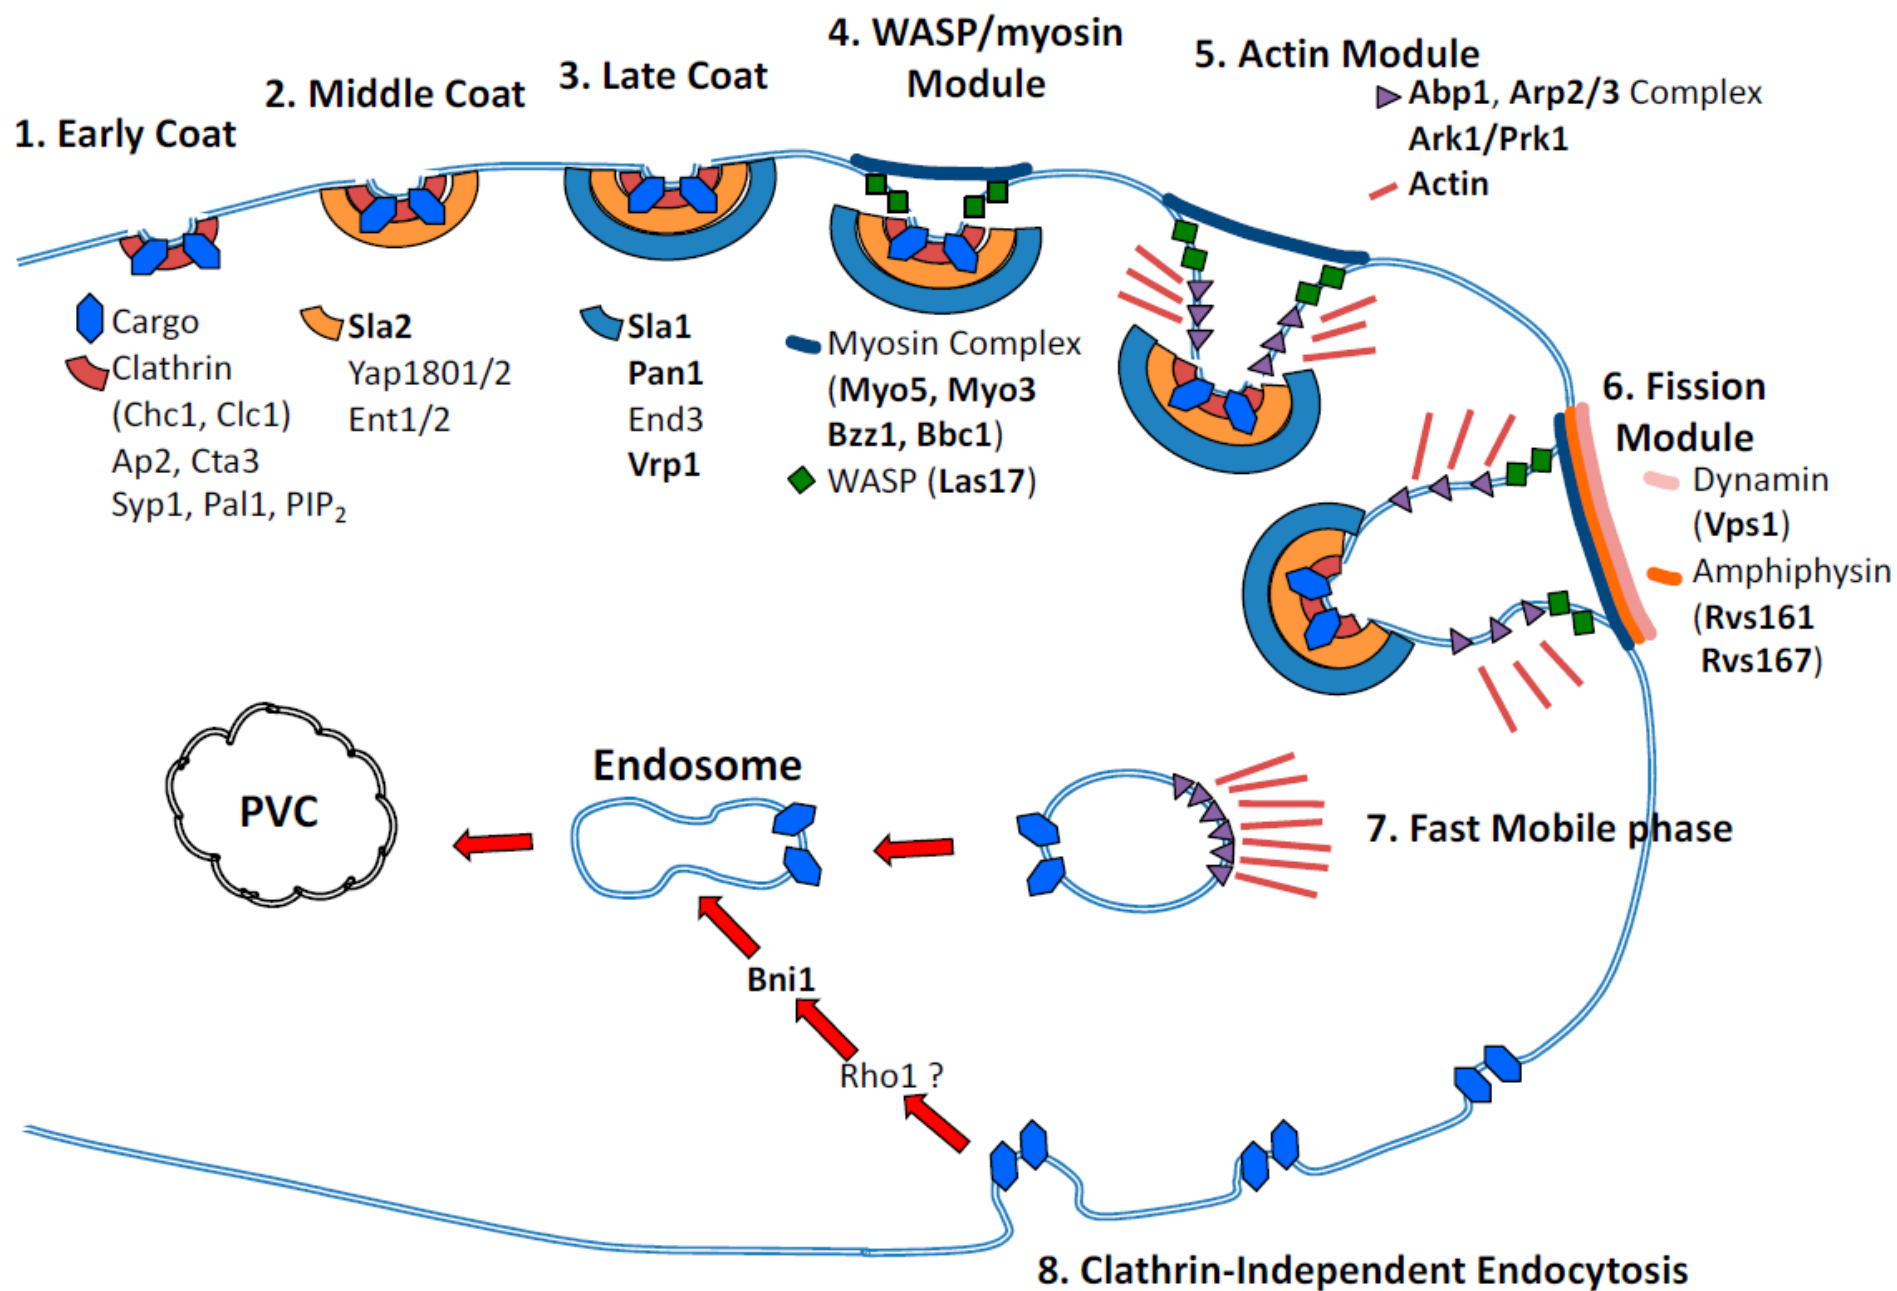 1. Early Coat
2. Middle Coat
3. Late Coat
4. WASP/myosin
Module
5. Actin Module
Abp1, Arp2/3 Complex
Ark1/Prk1
Actin
Cargo
Clathrin
(Chc1, Clc1)
Ap2, Cta3
Syp1, Pal1, PIP₂
Sla2
Yap1801/2
Ent1/2
Sla1
Pan1
End3
Vrp1
Myosin Complex
(Myo5, Myo3
Bzz1, Bbc1)
WASP (Las17)
6. Fission
Module
Dynamin
(Vps1)
Amphiphysin
(Rvs161
Rvs167)
PVC
Endosome
7. Fast Mobile phase
Bni1
Rho1 ?
8. Clathrin-Independent Endocytosis